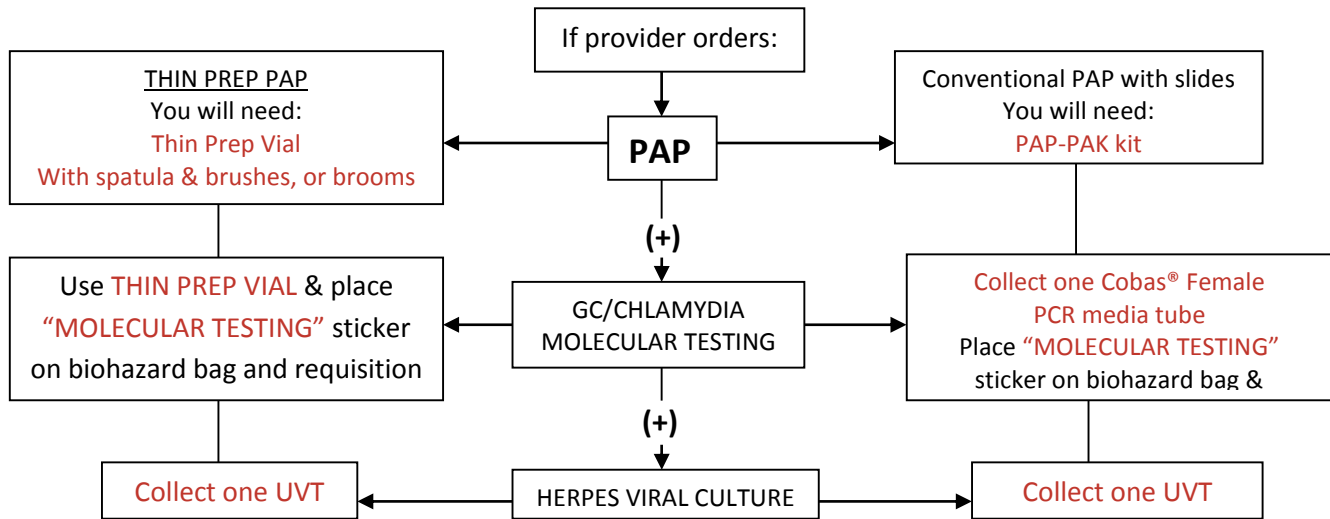 If provider orders:
THIN PREP PAP
You will need:
Thin Prep Vial
With spatula & brushes, or brooms
PAP
Conventional PAP with slides
You will need:
PAP-PAK kit
(+)
Use THIN PREP VIAL & place
“MOLECULAR TESTING” sticker
on biohazard bag and requisition
GC/CHLAMYDIA
MOLECULAR TESTING
Collect one Cobas® Female
PCR media tube
Place “MOLECULAR TESTING”
sticker on biohazard bag &
(+)
Collect one UVT
HERPES VIRAL CULTURE
Collect one UVT